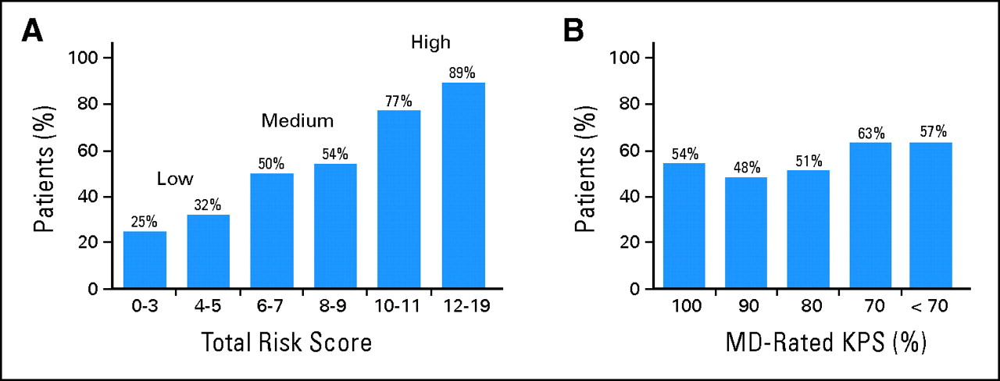 A
High
100
89%
80
77%
Medium
60
54%
50%
Low
40
32%
25%
20
0
Patients (%)
0-3 4-5 6-7 8-9 10-11 12-19
Total Risk Score
B
100
80
63%
57%
60
54%
48%
51%
40
20
0
Patients (%)
100 90 80 70 < 70
MD-Rated KPS (%)